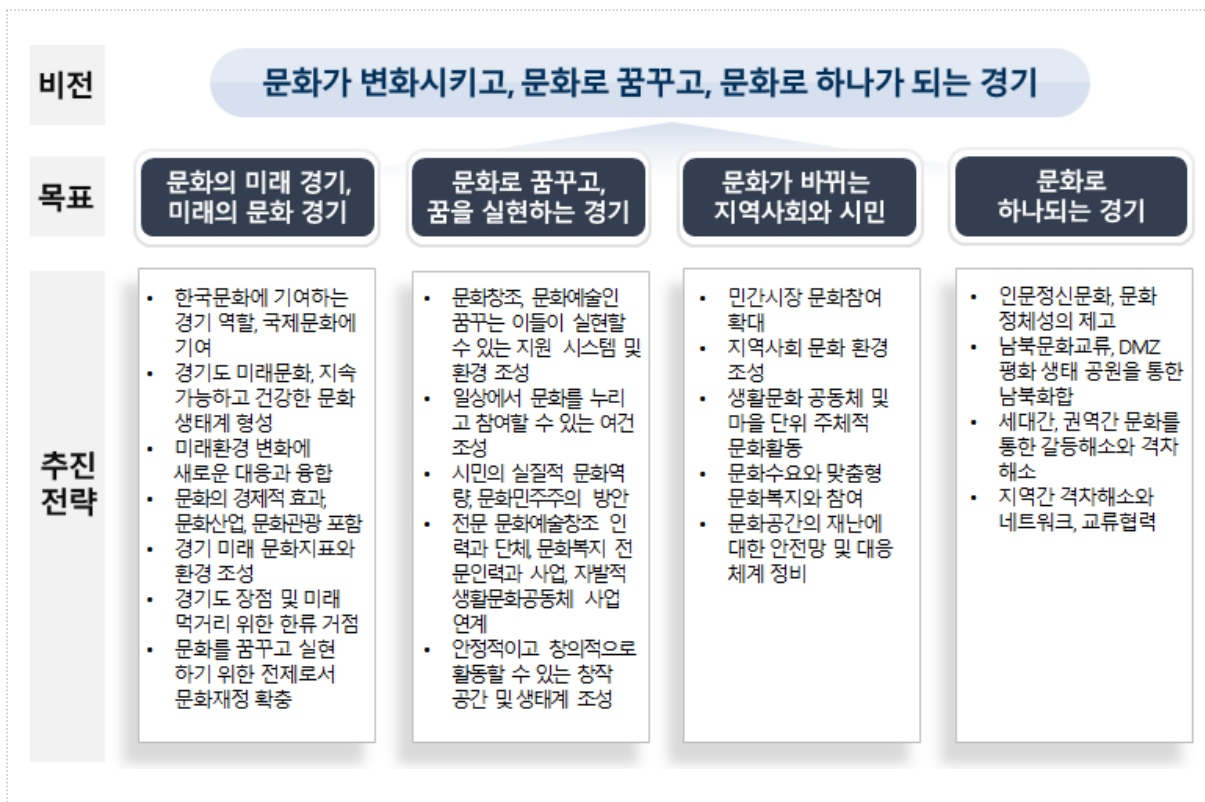 비전
문화가 변화시키고, 문화로 꿈꾸고, 문화로 하나가 되는 경기
목표
문화의 미래 경기,
미래의 문화 경기
문화로 꿈꾸고,
꿈을 실현하는 경기
문화가 바뀌는
지역사회와 시민
문화로
하나되는 경기
추진
전략
• 한국문화에 기여하는
경기 역할, 국제문화에
기여
• 경기도 미래문화, 지속
가능하고 건강한 문화
생태계 형성
• 미래환경 변화에
새로운 대응과 융합
• 문화의 경제적 효과,
문화산업, 문화관광 포함
• 경기 미래 문화지표와
환경 조성
• 경기도 장점 및 미래
먹거리 위한 한류 거점
• 문화를 꿈꾸고 실현
하기 위한 전제로서
문화재정 확충
• 문화창조, 문화예술인
꿈꾸는 이들이 실현할
수 있는 지원 시스템 및
환경 조성
• 일상에서 문화를 누리
고 참여할 수 있는 여건
조성
• 시민의 실질적 문화역
량, 문화민주주의 방안
• 전문 문화예술창조 인
력과 단체, 문화복지 전
문인력과 사업, 자발적
생활문화공동체 사업
연계
• 안정적이고 창의적으로
활동할 수 있는 창작
공간 및 생태계 조성
• 민간시장 문화참여
확대
• 지역사회 문화 환경
조성
• 생활문화 공동체 및
마을 단위 주체적
문화활동
• 문화수요와 맞춤형
문화복지와 참여
• 문화공간의 재난에
대한 안전망 및 대응
체계 정비
• 인문정신문화, 문화
정체성의 제고
• 남북문화교류, DMZ
평화 생태 공원을 통한
남북화합
• 세대간, 권역간 문화를
통한 갈등해소와 격차
해소
• 지역간 격차해소와
네트워크, 교류협력